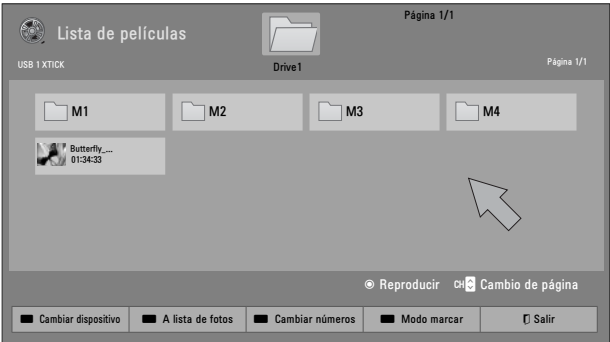 Página 1/1
Lista de películas
USB 1 XTICK
Drive1
Página 1/1
M1
M2
M3
M4
Butterfly_...
01:34:33
Reproducir
CH
Cambio de página
Cambiar dispositivo
A lista de fotos
Cambiar números
Modo marcar
Salir